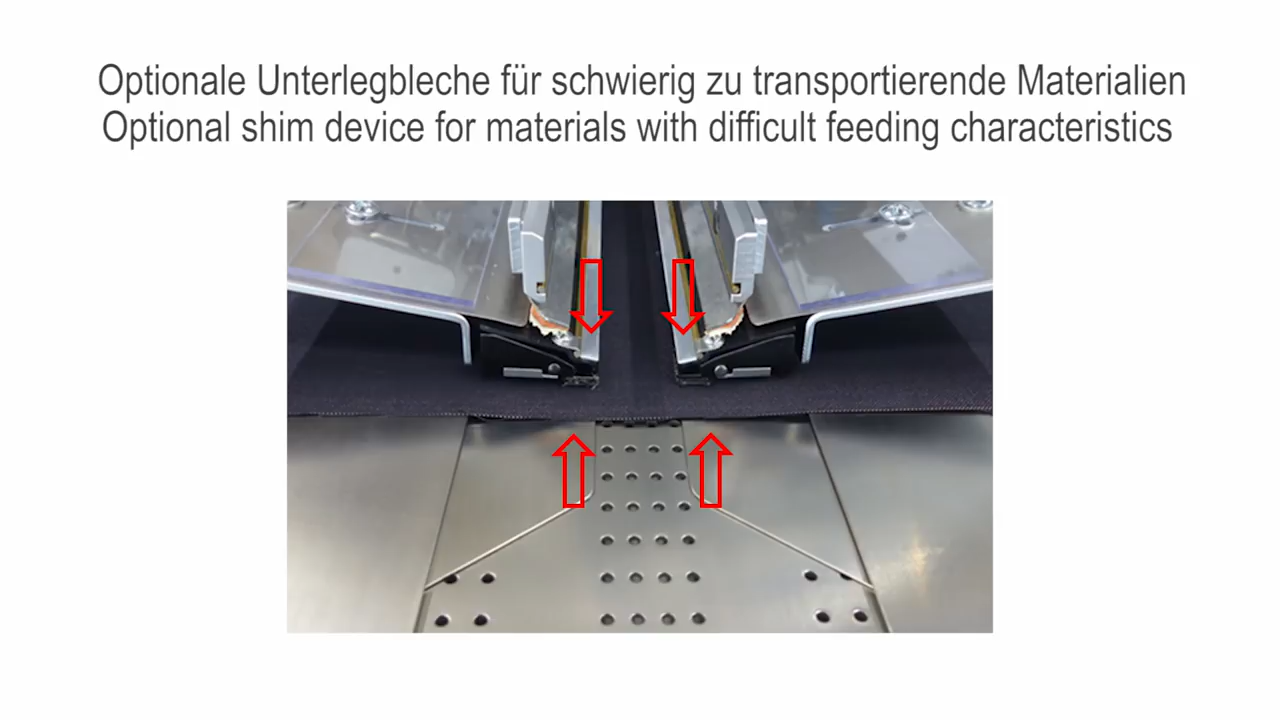 Optionale Unterlegbleche für schwierig zu transportierende Materialien
Optional shim device for materials with difficult feeding characteristics